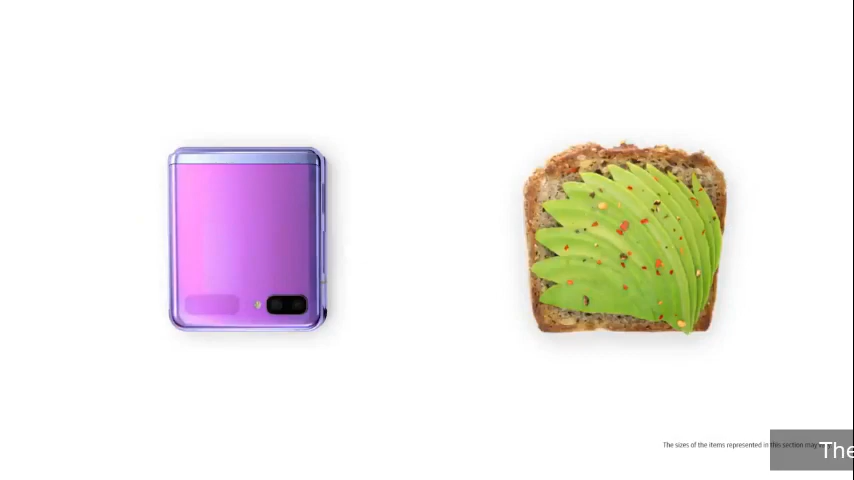 The sizes of the items represented in this section may
The